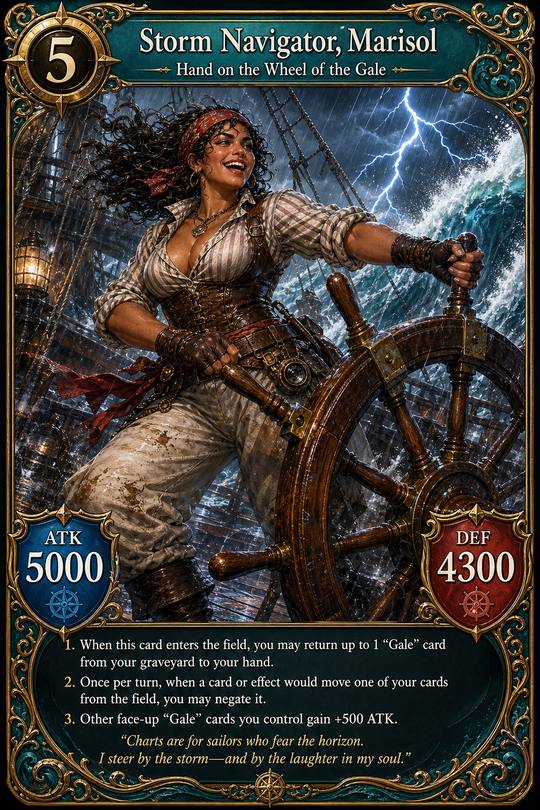 5
Storm Navigator, Marisol
Hand on the Wheel of the Gale
ATK
5000
DEF
4300
1. When this card enters the field, you may return up to 1 “Gale” card
from your graveyard to your hand.
2. Once per turn, when a card or effect would move one of your cards
from the field, you may negate it.
3. Other face-up “Gale” cards you control gain +500 ATK.
“Charts are for sailors who fear the horizon.
I steer by the storm—and by the laughter in my soul.”